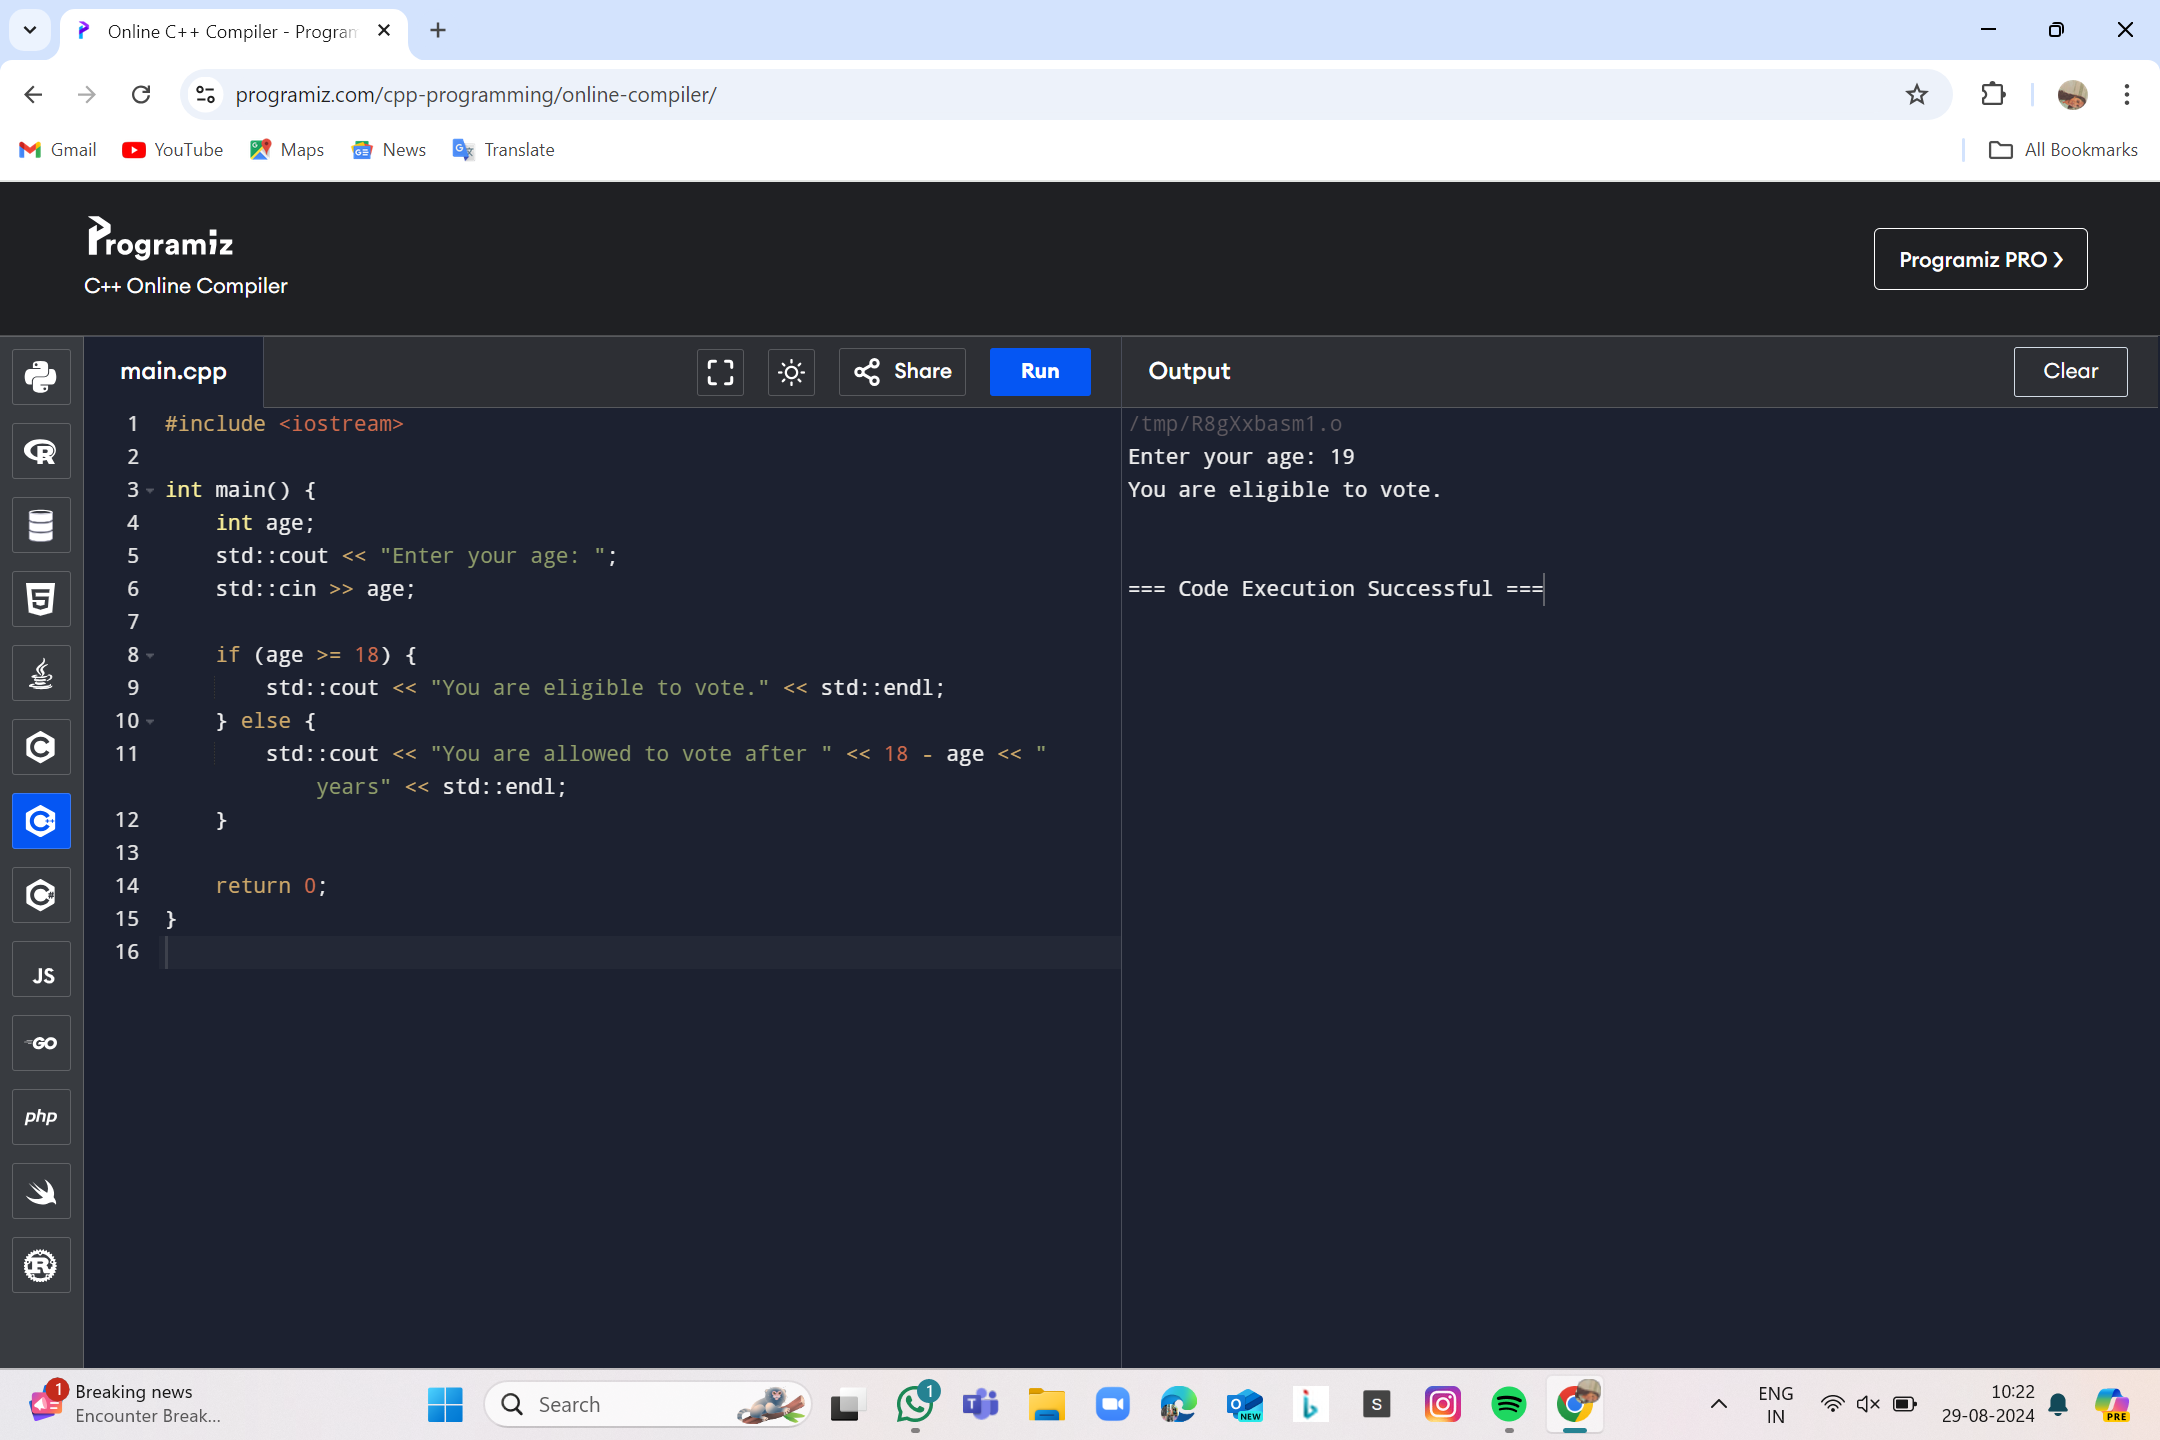 Online C++ Compiler - Program
programiz.com/cpp-programming/online-compiler/
Gmail
YouTube
Maps
News
Translate
All Bookmarks
Programiz
C++ Online Compiler
Programiz PRO ❯
main.cpp
Share
Run
Output
Clear
1 #include <iostream>
2
3 int main() {
4     int age;
5     std::cout << "Enter your age: ";
6     std::cin >> age;
7
8     if (age >= 18) {
9         std::cout << "You are eligible to vote." << std::endl;
10     } else {
11         std::cout << "You are allowed to vote after " << 18 - age << "
            years" << std::endl;
12     }
13
14     return 0;
15 }
16
/tmp/R8gXxbasm1.o
Enter your age: 19
You are eligible to vote.
=== Code Execution Successful ===
R
5
C
C
C
JS
GO
php
R
1
Breaking news
Encounter Break...
Search
1
NEW
S
ENG
IN
10:22
29-08-2024
PRE